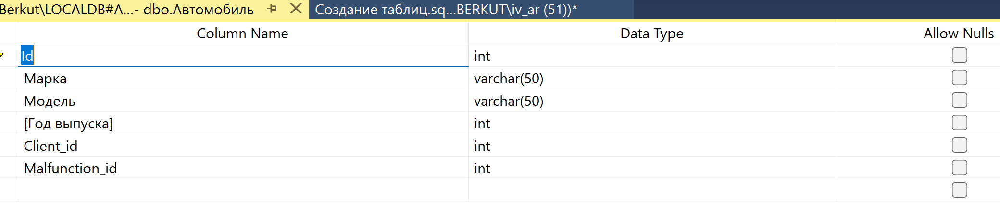 Berkut\LOCALDB#A...- dbo.Автомобиль Создание таблиц.sq...BERKUT\iv_ar (51))*
Column Name Data Type Allow Nulls
Id int
Марка varchar(50)
Модель varchar(50)
[Год выпуска] int
Client_id int
Malfunction_id int